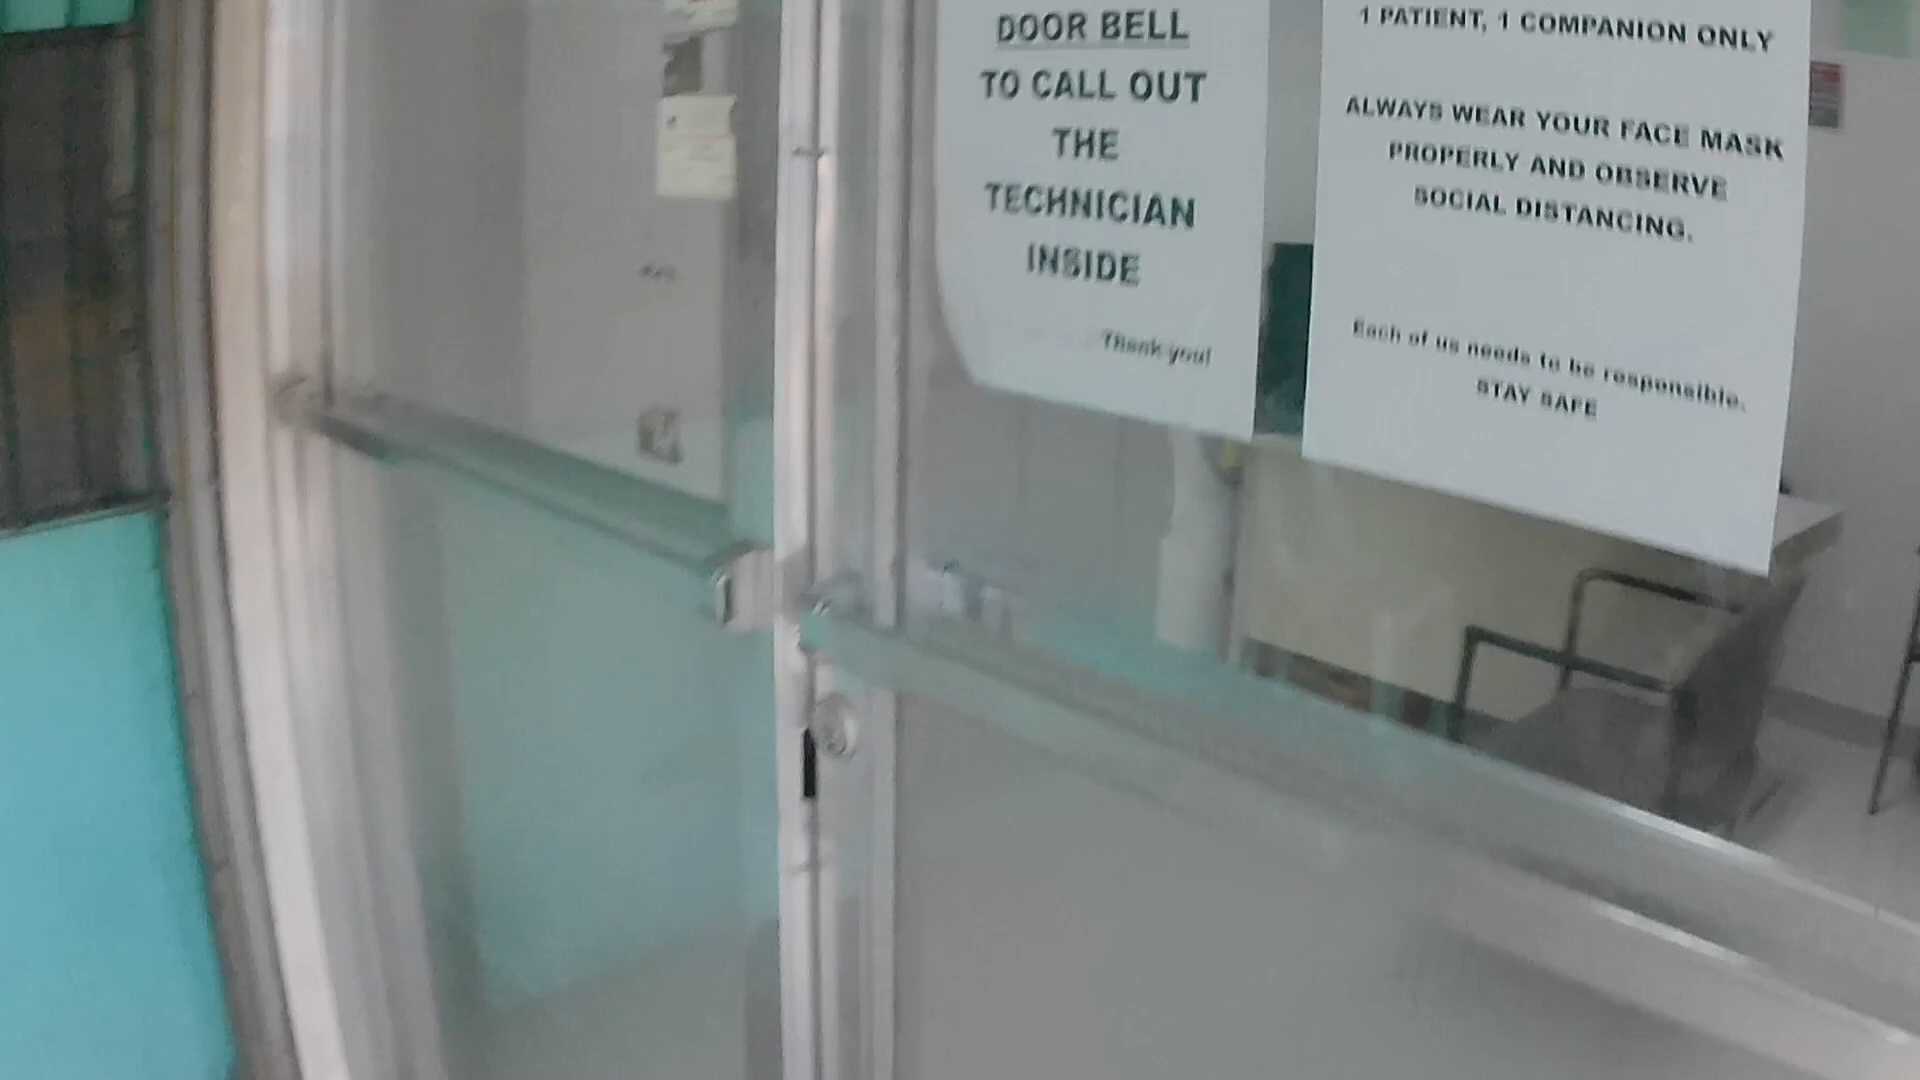 DOOR BELL
TO CALL OUT
THE
TECHNICIAN
INSIDE
Thank you!
1 PATIENT, 1 COMPANION ONLY
ALWAYS WEAR YOUR FACE MASK
PROPERLY AND OBSERVE
SOCIAL DISTANCING.
Each of us needs to be responsible.
STAY SAFE